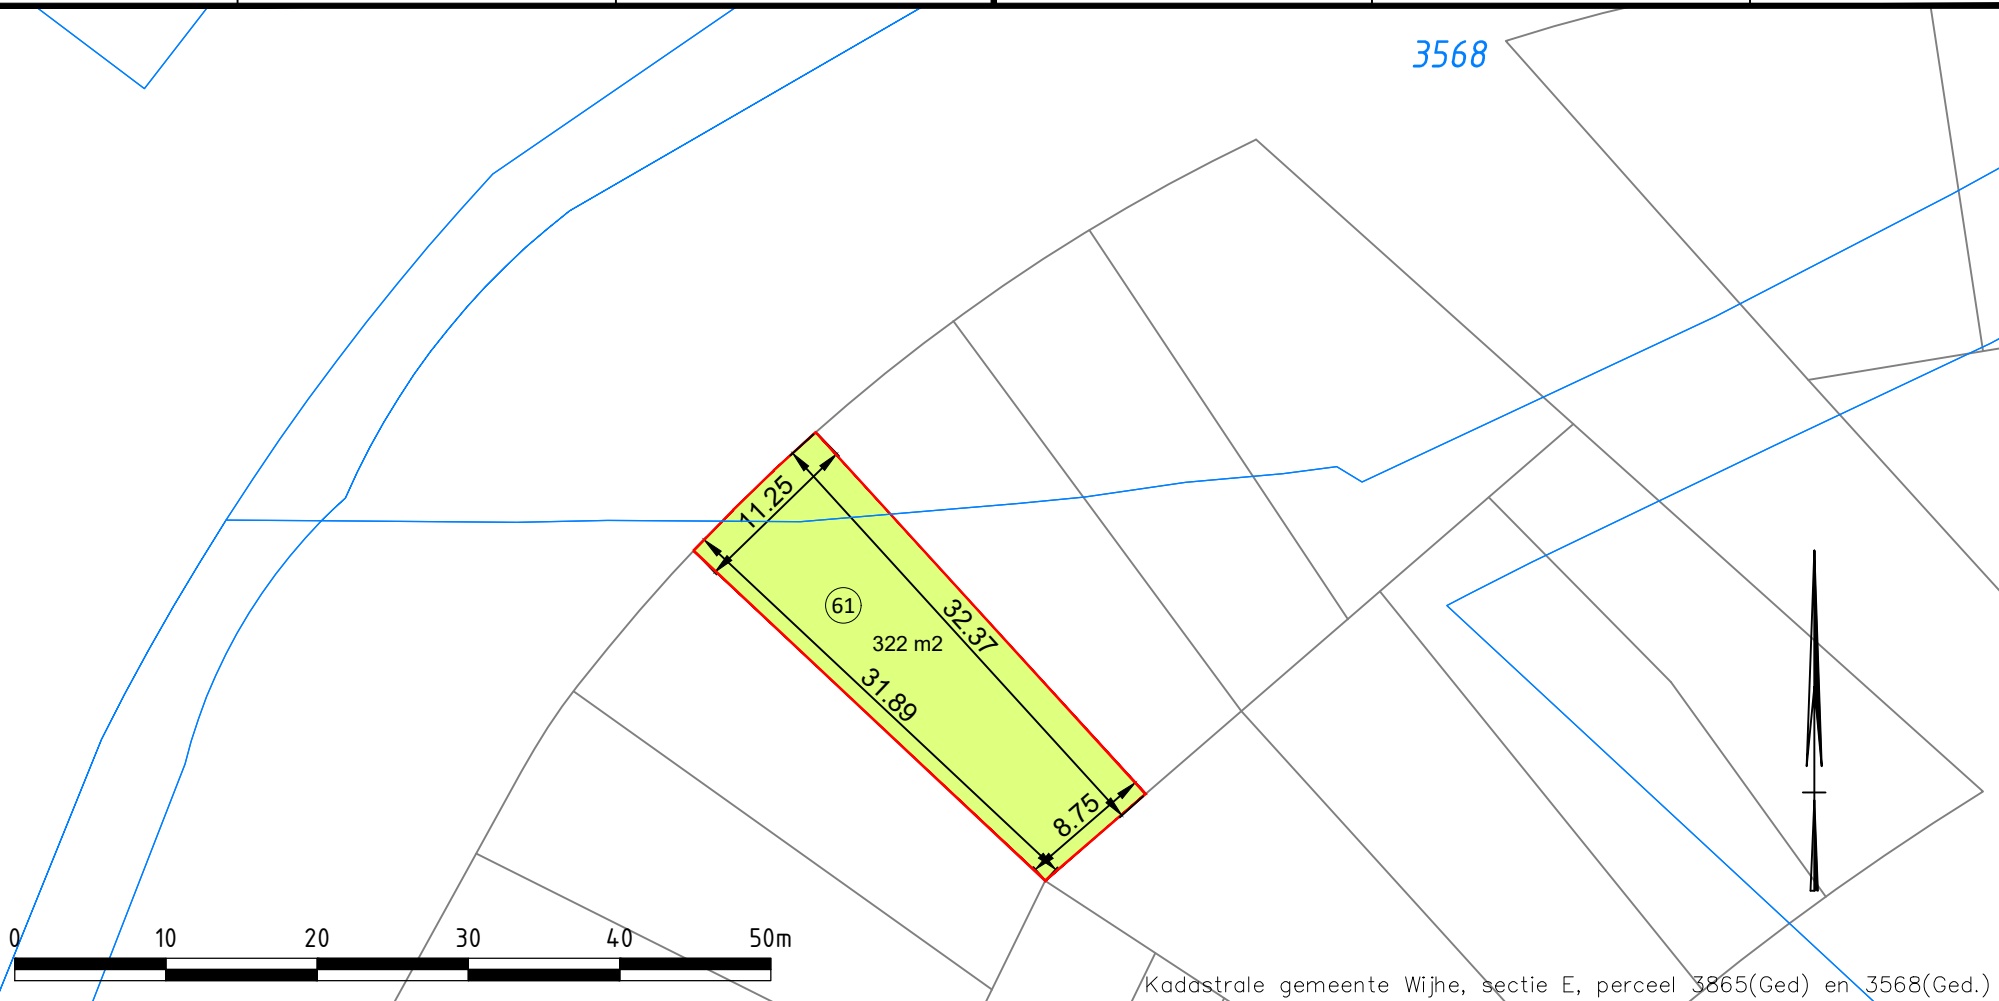 3568
11.25
61
322 m2
32.37
31.89
8.75
0 10 20 30 40 50m
Kadastrale gemeente Wijhe, sectie E, perceel 3865(Ged) en 3568(Ged.)